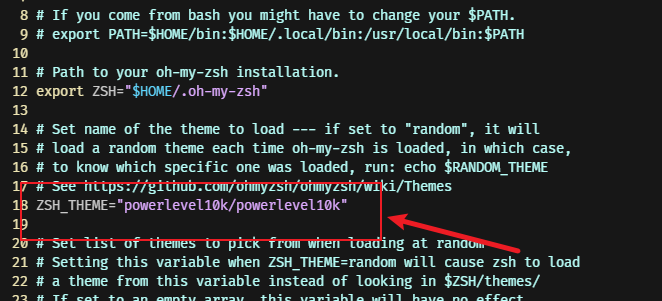 8 # If you come from bash you might have to change your $PATH.
9 # export PATH=$HOME/bin:$HOME/.local/bin:/usr/local/bin:$PATH
10
11 # Path to your oh-my-zsh installation.
12 export ZSH="$HOME/.oh-my-zsh"
13
14 # Set name of the theme to load --- if set to "random", it will
15 # load a random theme each time oh-my-zsh is loaded, in which case,
16 # to know which specific one was loaded, run: echo $RANDOM_THEME
17 # See https://github.com/ohmyzsh/ohmyzsh/wiki/Themes
18 ZSH_THEME="powerlevel10k/powerlevel10k"
19
20 # Set list of themes to pick from when loading at random
21 # Setting this variable when ZSH_THEME=random will cause zsh to load
22 # a theme from this variable instead of looking in $ZSH/themes/
23 # If set to an empty array, this variable will have no effect.